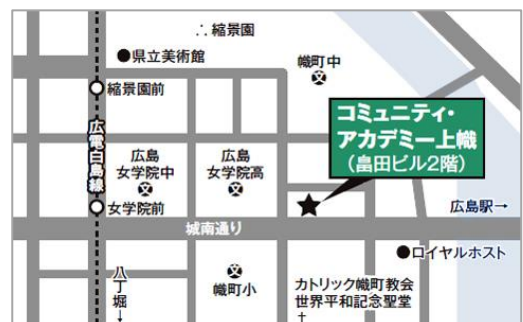 縮景園
県立美術館
幟町中
縮景園前
コミュニティ・
アカデミー上幟
(畠田ビル2階)
広電白島線
広島
女学院中
広島
女学院高
女学院前
広島駅→
城南通り
ロイヤルホスト
八丁堀→
幟町小
カトリック幟町教会
世界平和記念聖堂